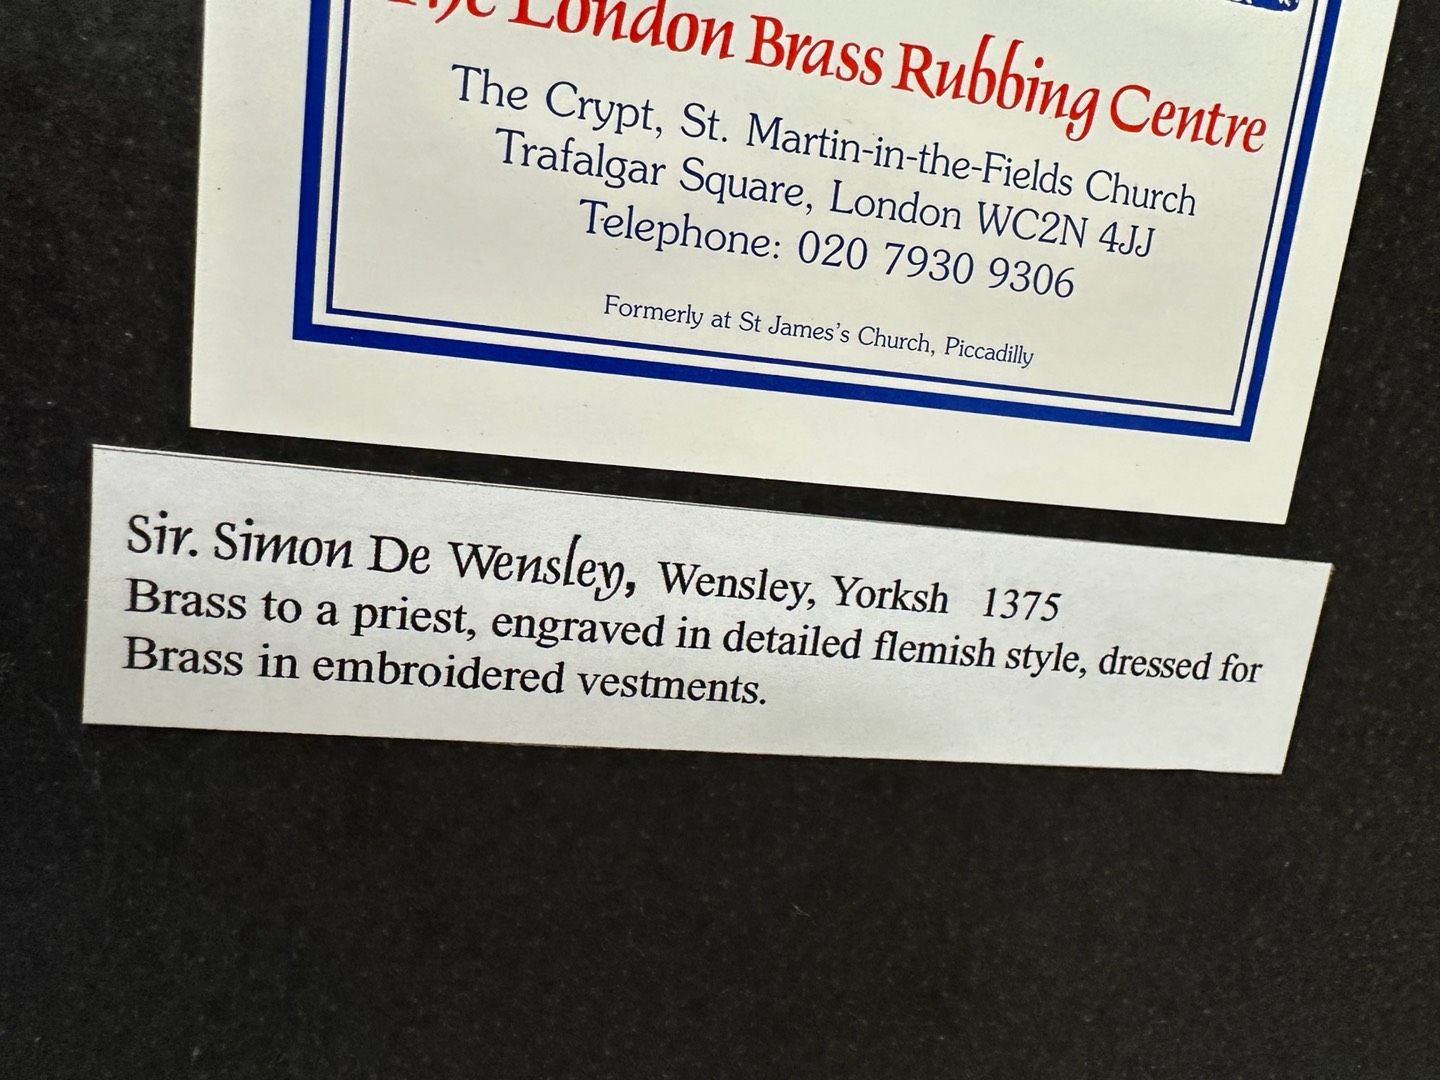 The London Brass Rubbing Centre
The Crypt, St. Martin-in-the-Fields Church
Trafalgar Square, London WC2N 4JJ
Telephone: 020 7930 9306
Formerly at St James's Church, Piccadilly
Sir. Simon De Wensley, Wensley, Yorksh 1375
Brass to a priest, engraved in detailed flemish style, dressed for
Brass in embroidered vestments.